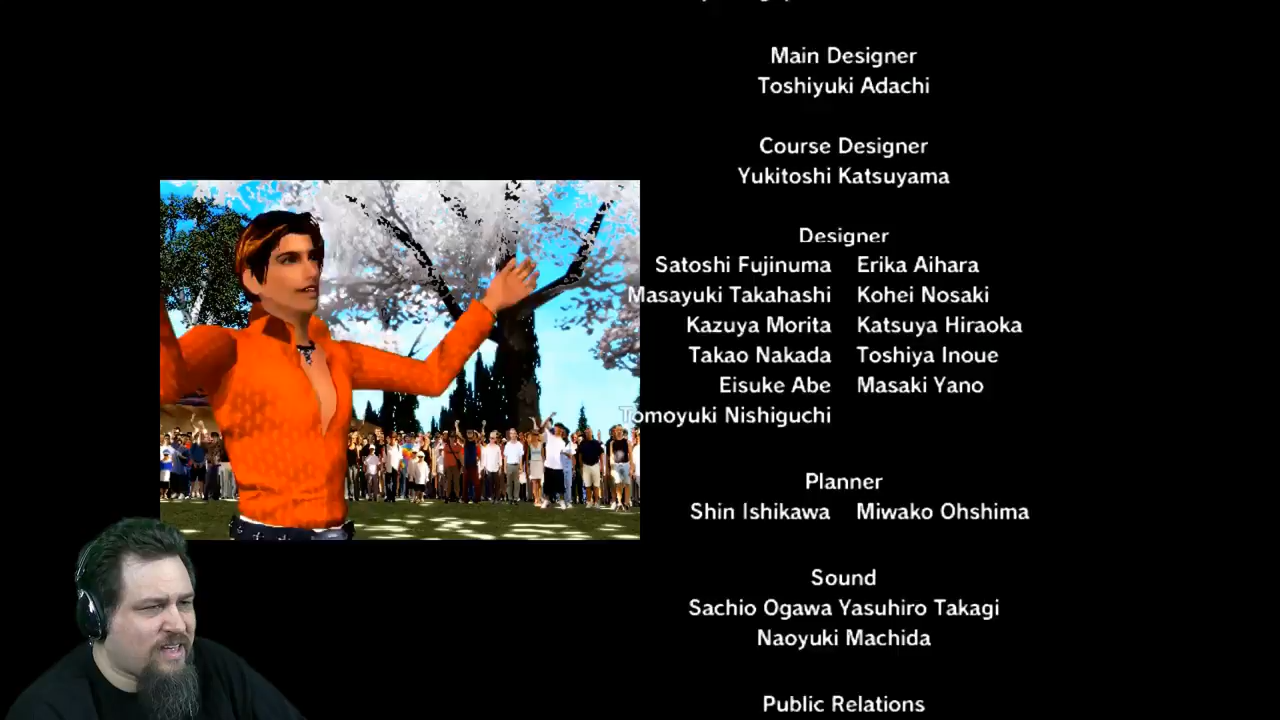 Main Designer
Toshiyuki Adachi
Course Designer
Yukitoshi Katsuyama
Designer
Satoshi Fujinuma Erika Aihara
Masayuki Takahashi Kohei Nosaki
Kazuya Morita Katsuya Hiraoka
Takao Nakada Toshiya Inoue
Eisuke Abe Masaki Yano
Tomoyuki Nishiguchi
Planner
Shin Ishikawa Miwako Ohshima
Sound
Sachio Ogawa Yasuhiro Takagi
Naoyuki Machida
Public Relations